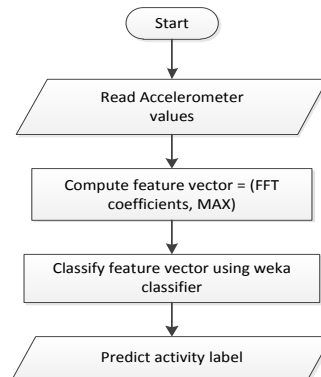 Start
Read Accelerometer
values
Compute feature vector = (FFT
coefficients, MAX)
Classify feature vector using weka
classifier
Predict activity label